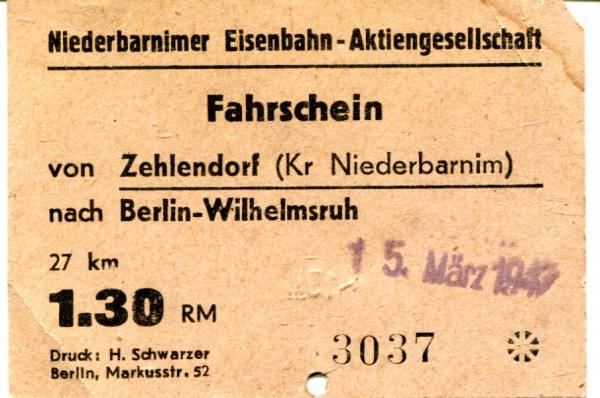 Niederbarnimer Eisenbahn-Aktiengesellschaft
Fahrschein
von Zehlendorf (Kr Niederbarnim)
nach Berlin-Wilhelmsruh
15. März
27 km
1.30 RM
3037
Druck: H. Schwarzer
Berlin, Markusstr. 52